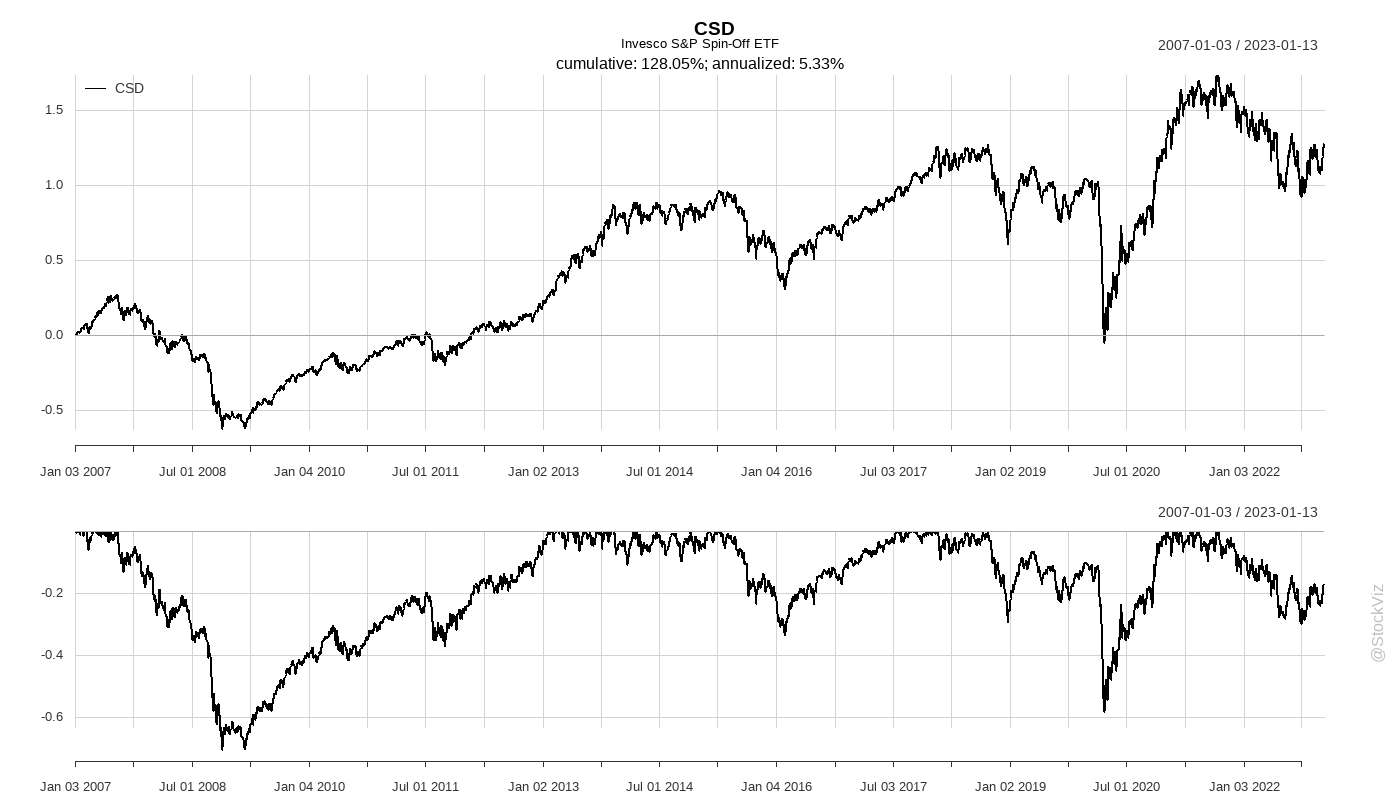 CSD
Invesco S&P Spin-Off ETF
2007-01-03 / 2023-01-13
cumulative: 128.05%; annualized: 5.33%
CSD
1.5
1.0
0.5
0.0
-0.5
Jan 03 2007 Jul 01 2008 Jan 04 2010 Jul 01 2011 Jan 02 2013 Jul 01 2014 Jan 04 2016 Jul 03 2017 Jan 02 2019 Jul 01 2020 Jan 03 2022
2007-01-03 / 2023-01-13
-0.2
-0.4
-0.6
Jan 03 2007 Jul 01 2008 Jan 04 2010 Jul 01 2011 Jan 02 2013 Jul 01 2014 Jan 04 2016 Jul 03 2017 Jan 02 2019 Jul 01 2020 Jan 03 2022
@StockViz